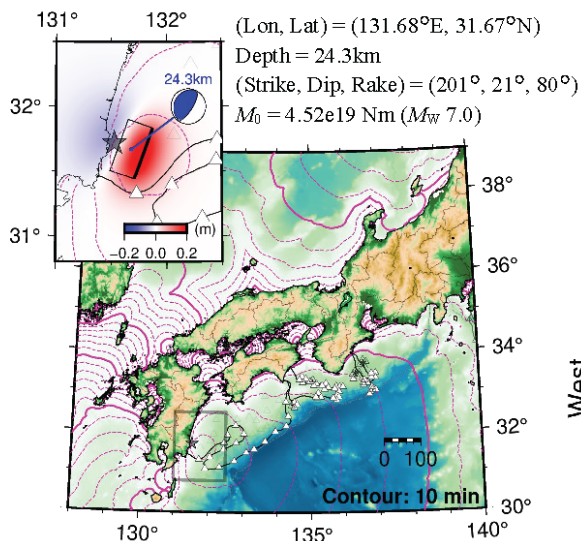 (Lon, Lat) = (131.68°E, 31.67°N)
Depth = 24.3km
(Strike, Dip, Rake) = (201°, 21°, 80°)
M₀ = 4.52e19 Nm (M_W 7.0)
131° 132°
24.3km
32°
31°
(m)
−0.2 0.0 0.2
38°
36°
34°
32°
30°
0 100
Contour: 10 min
130° 135° 140°
West